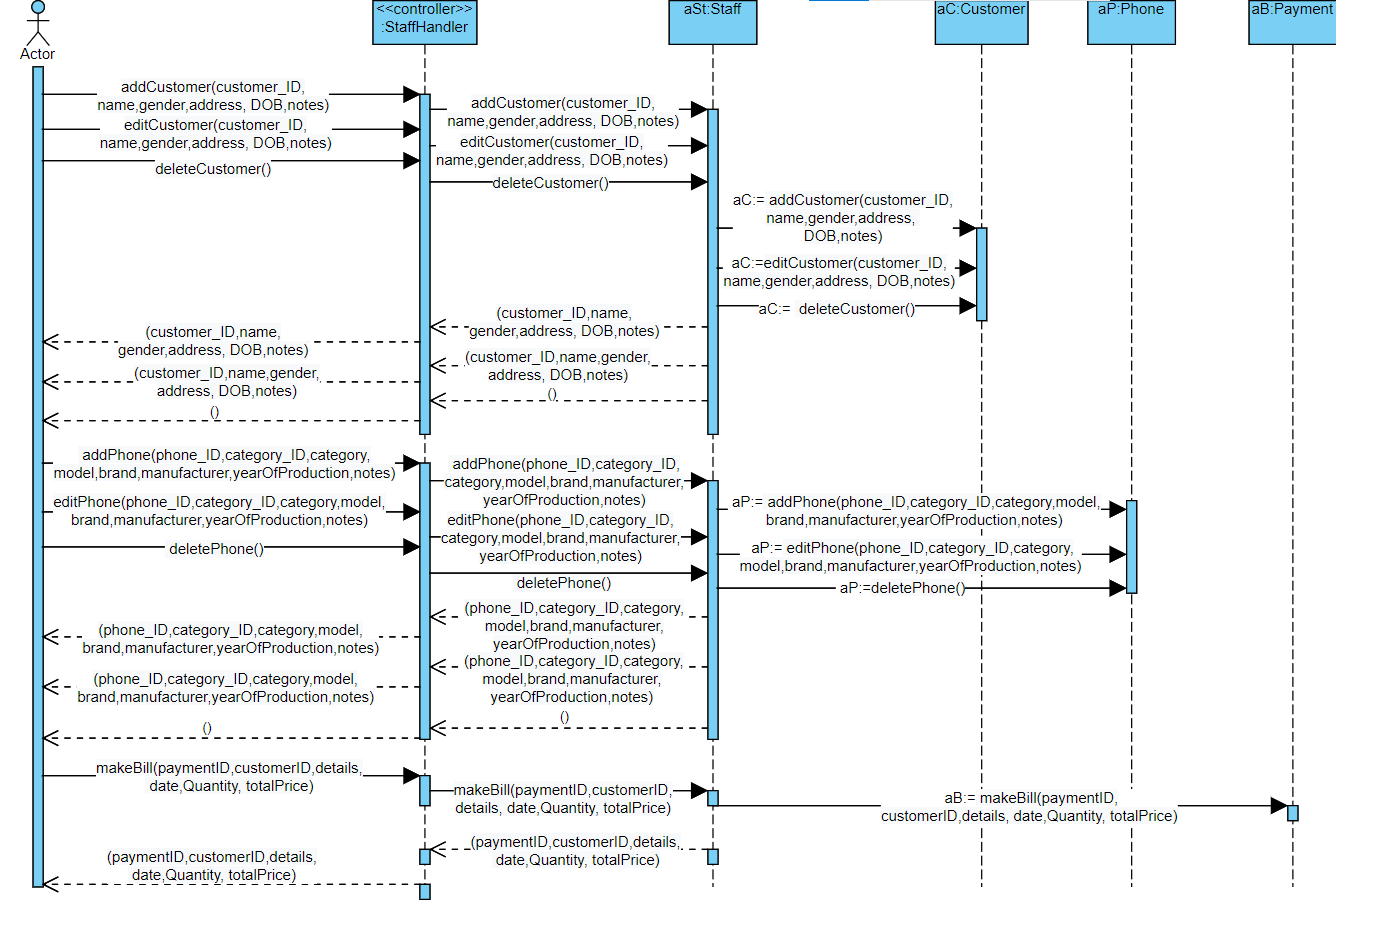 <<controller>>
:StaffHandler
aSt:Staff
aC:Customer
aP:Phone
aB:Payment
Actor
addCustomer(customer_ID,
name,gender,address, DOB,notes)
editCustomer(customer_ID,
name,gender,address, DOB,notes)
deleteCustomer()
addCustomer(customer_ID,
name,gender,address, DOB,notes)
editCustomer(customer_ID,
name,gender,address, DOB,notes)
deleteCustomer()
aC:= addCustomer(customer_ID,
name,gender,address,
DOB,notes)
aC:=editCustomer(customer_ID,
name,gender,address, DOB,notes)
aC:= deleteCustomer()
(customer_ID,name,
gender,address, DOB,notes)
(customer_ID,name,gender,
address, DOB,notes)
()
(customer_ID,name,
gender,address, DOB,notes)
(customer_ID,name,gender,
address, DOB,notes)
()
addPhone(phone_ID,category_ID,category,
model,brand,manufacturer,yearOfProduction,notes)
editPhone(phone_ID,category_ID,category,model,
brand,manufacturer,yearOfProduction,notes)
deletePhone()
addPhone(phone_ID,category_ID,
category,model,brand,manufacturer,
yearOfProduction,notes)
editPhone(phone_ID,category_ID,
category,model,brand,manufacturer,
yearOfProduction,notes)
deletePhone()
aP:= addPhone(phone_ID,category_ID,category,model,
brand,manufacturer,yearOfProduction,notes)
aP:= editPhone(phone_ID,category_ID,category,
model,brand,manufacturer,yearOfProduction,notes)
aP:=deletePhone()
(phone_ID,category_ID,category,
model,brand,manufacturer,
yearOfProduction,notes)
(phone_ID,category_ID,category,
model,brand,manufacturer,
yearOfProduction,notes)
()
(phone_ID,category_ID,category,model,
brand,manufacturer,yearOfProduction,notes)
(phone_ID,category_ID,category,model,
brand,manufacturer,yearOfProduction,notes)
()
makeBill(paymentID,customerID,details,
date,Quantity, totalPrice)
makeBill(paymentID,customerID,
details, date,Quantity, totalPrice)
aB:= makeBill(paymentID,
customerID,details, date,Quantity, totalPrice)
(paymentID,customerID,details,
date,Quantity, totalPrice)
(paymentID,customerID,details,
date,Quantity, totalPrice)